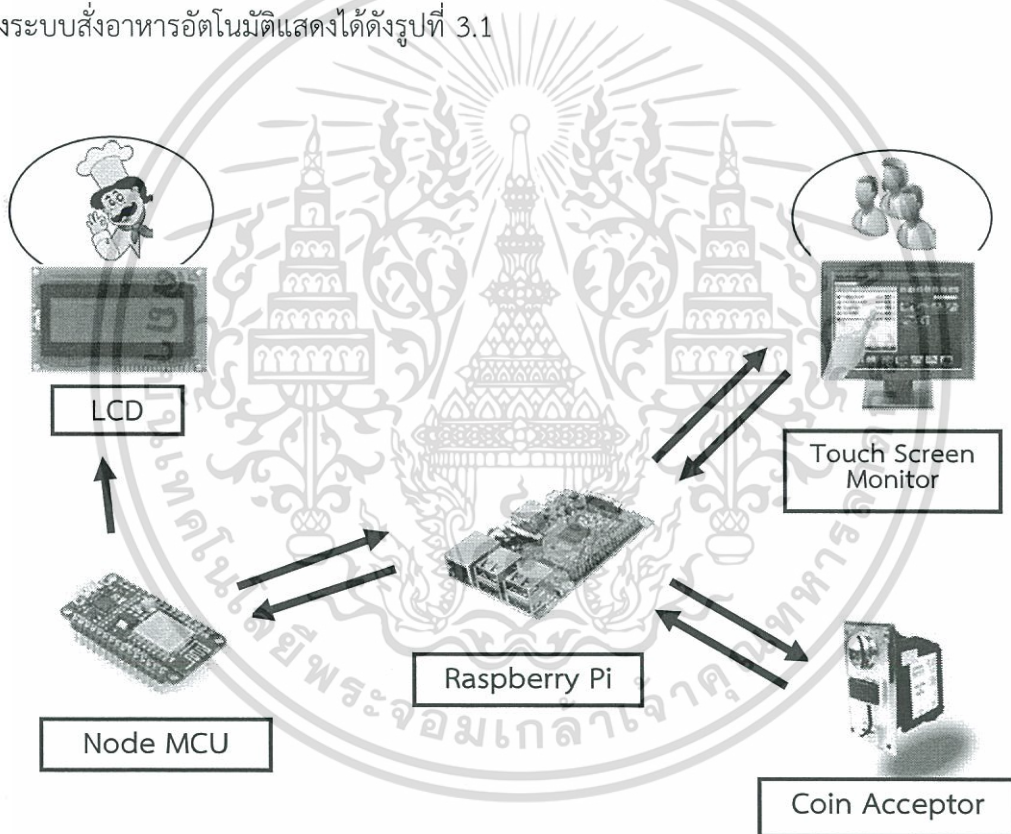 งระบบสั่งอาหารอัตโนมัติแสดงได้ดังรูปที่ 3.1
LCD
Touch Screen
Monitor
Raspberry Pi
Node MCU
Coin Acceptor